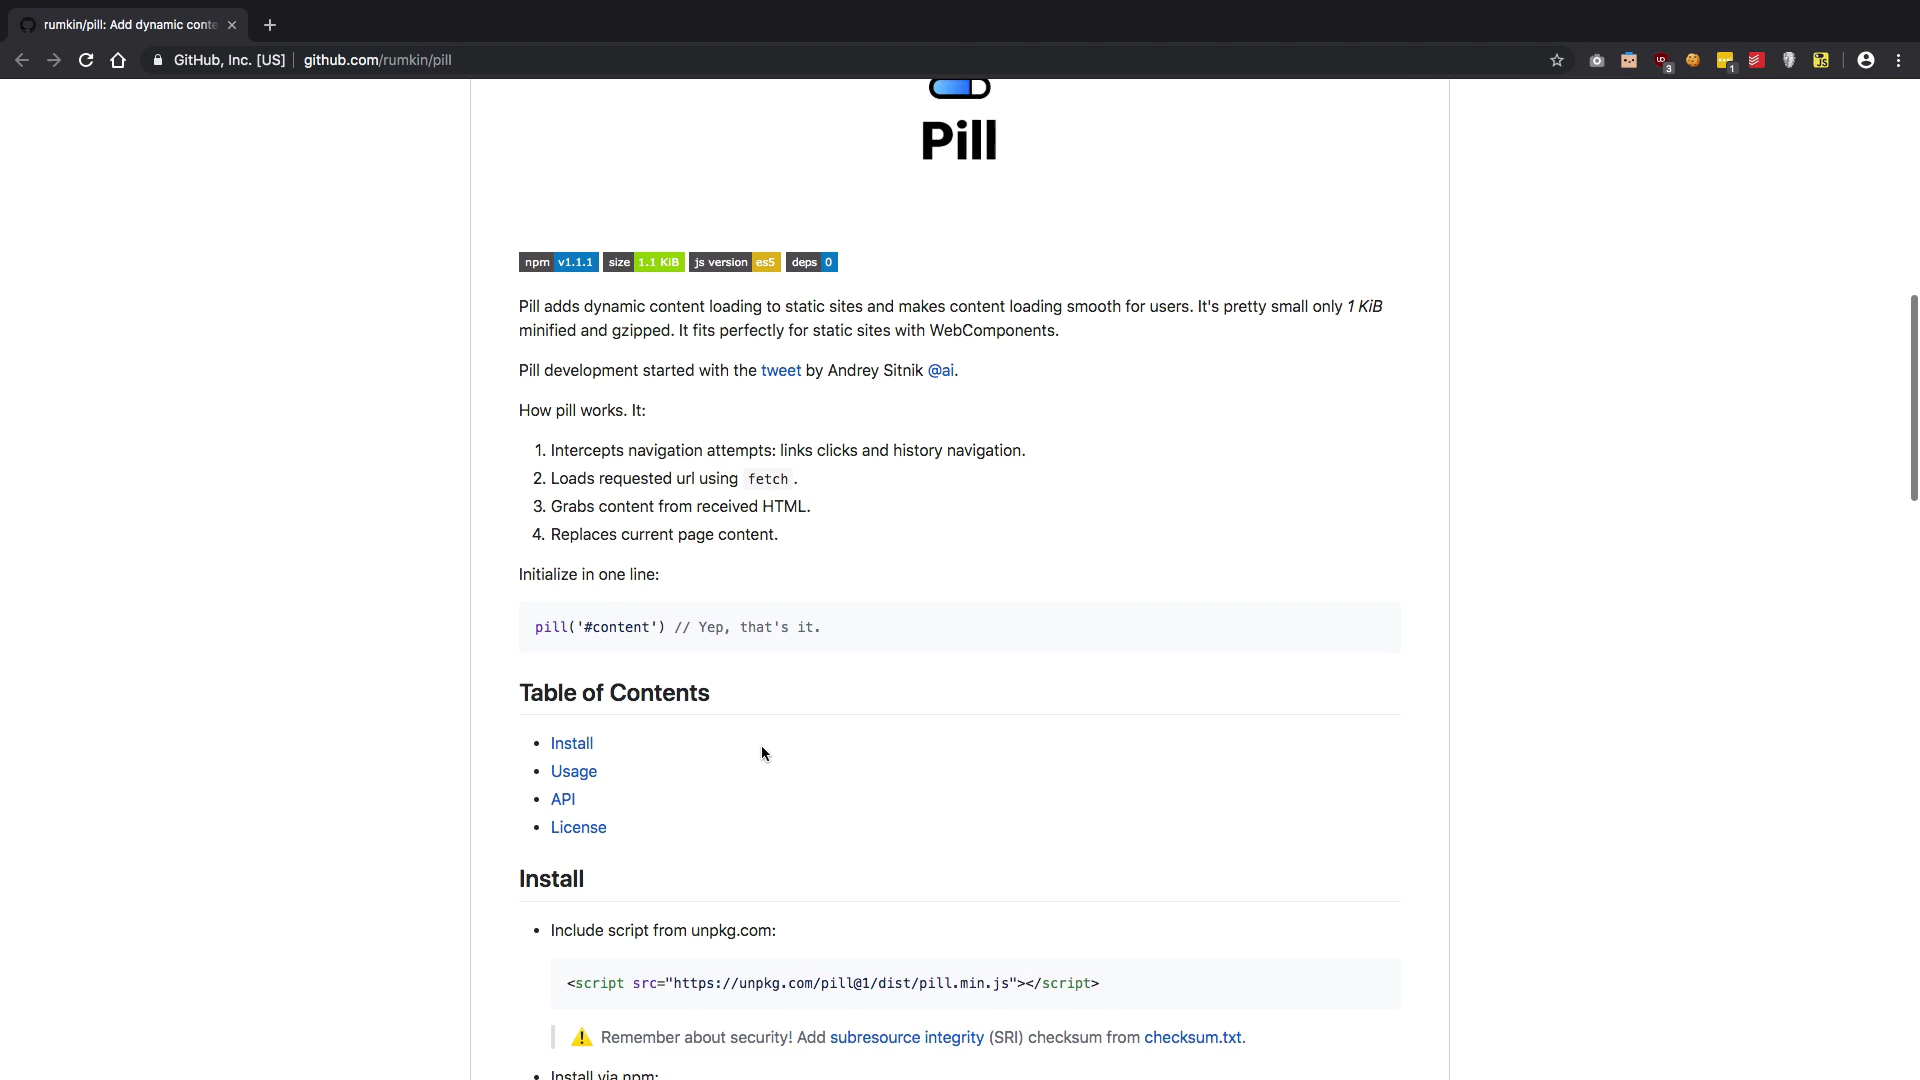 rumkin/pill: Add dynamic conte
GitHub, Inc. [US] github.com/rumkin/pill
UD 3 1 JS
Pill
npm v1.1.1 size 1.1 KiB js version es5 deps 0
Pill adds dynamic content loading to static sites and makes content loading smooth for users. It's pretty small only 1 KiB
minified and gzipped. It fits perfectly for static sites with WebComponents.
Pill development started with the tweet by Andrey Sitnik @ai.
How pill works. It:
1. Intercepts navigation attempts: links clicks and history navigation.
2. Loads requested url using fetch .
3. Grabs content from received HTML.
4. Replaces current page content.
Initialize in one line:
pill('#content') // Yep, that's it.
Table of Contents
• Install
• Usage
• API
• License
Install
• Include script from unpkg.com:
<script src="https://unpkg.com/pill@1/dist/pill.min.js"></script>
⚠ Remember about security! Add subresource integrity (SRI) checksum from checksum.txt.
• Install via npm: